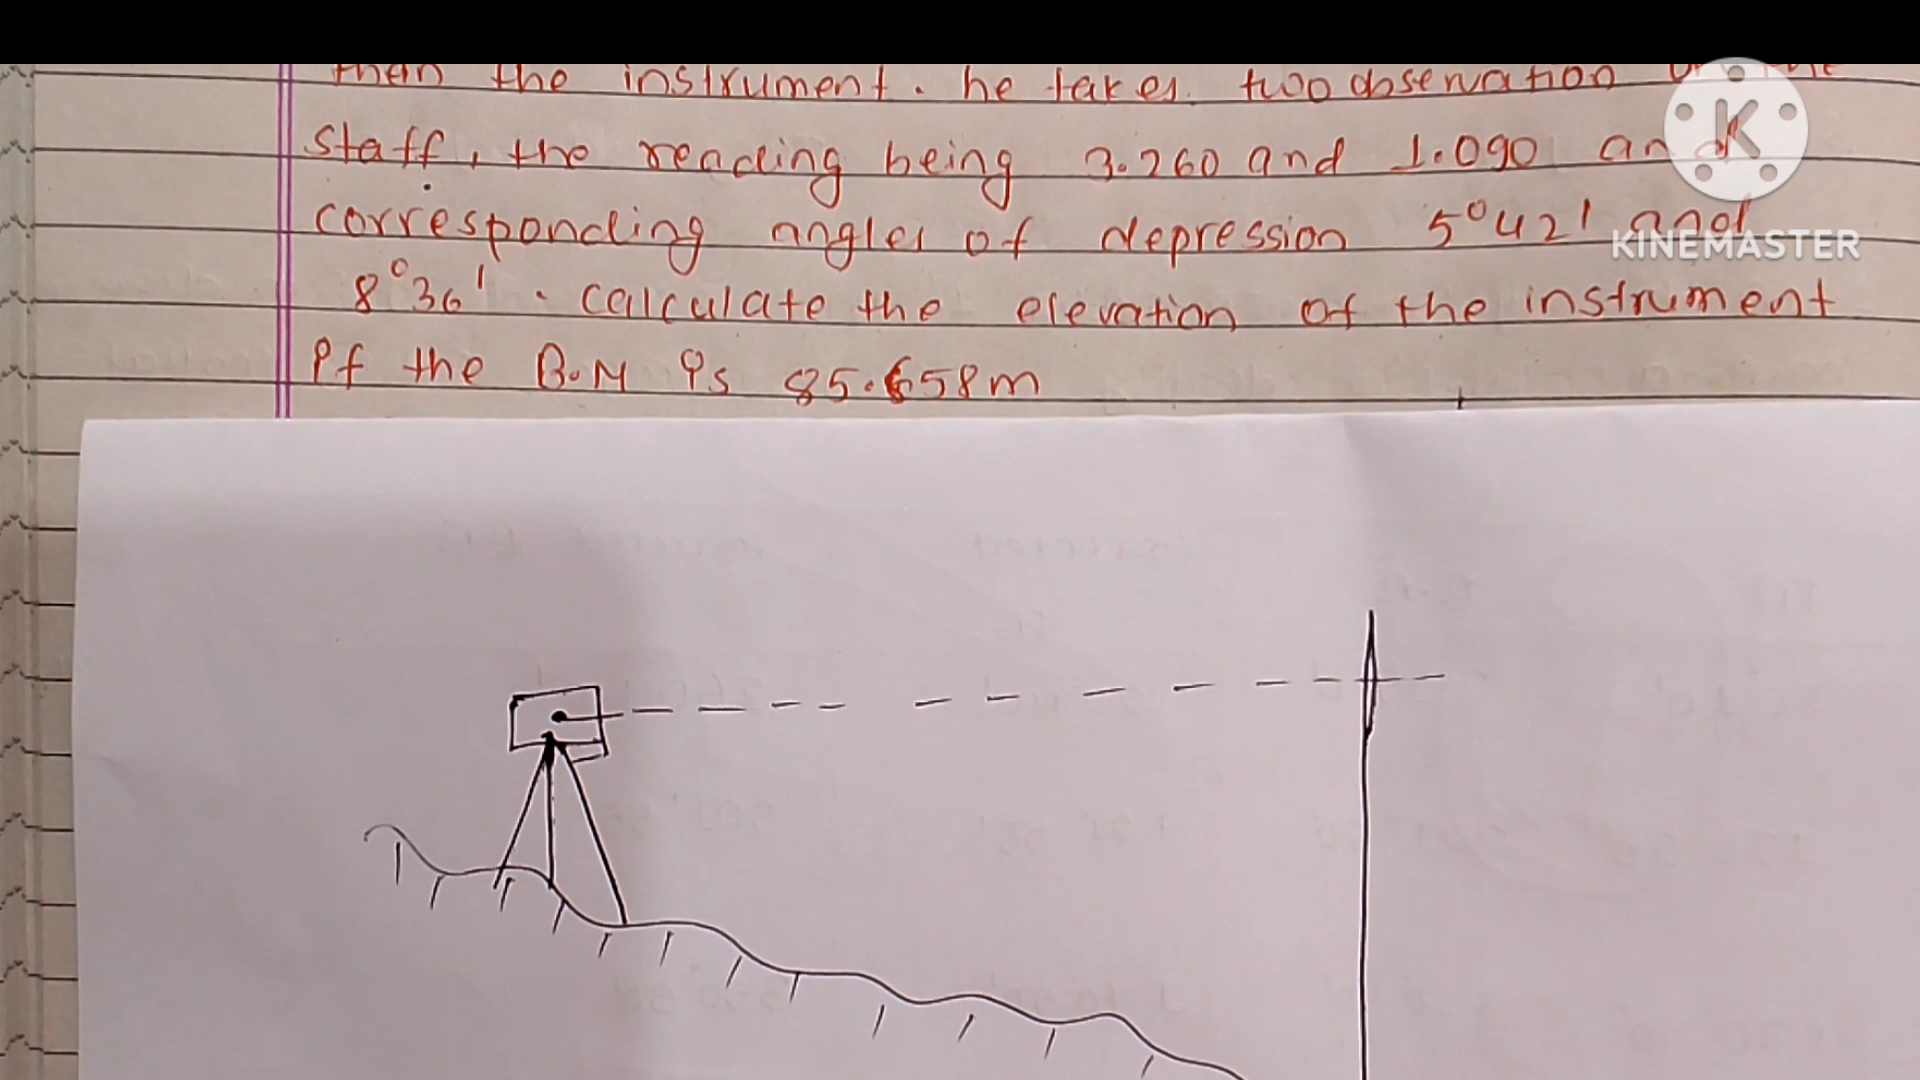 than the instrument. he takes two observation on the
staff, the reading being 3.260 and 1.090 and
corresponding angles of depression 5°42' and
KINEMASTER
8°36'. calculate the elevation of the instrument
if the B.M is 85.658m